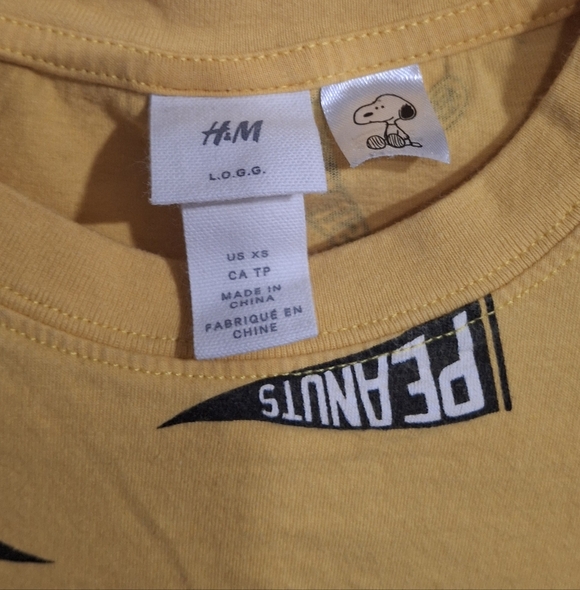 H&M
L.O.G.G.
US XS
CA TP
MADE IN
CHINA
FABRIQUÉ EN
CHINE
PEANUTS